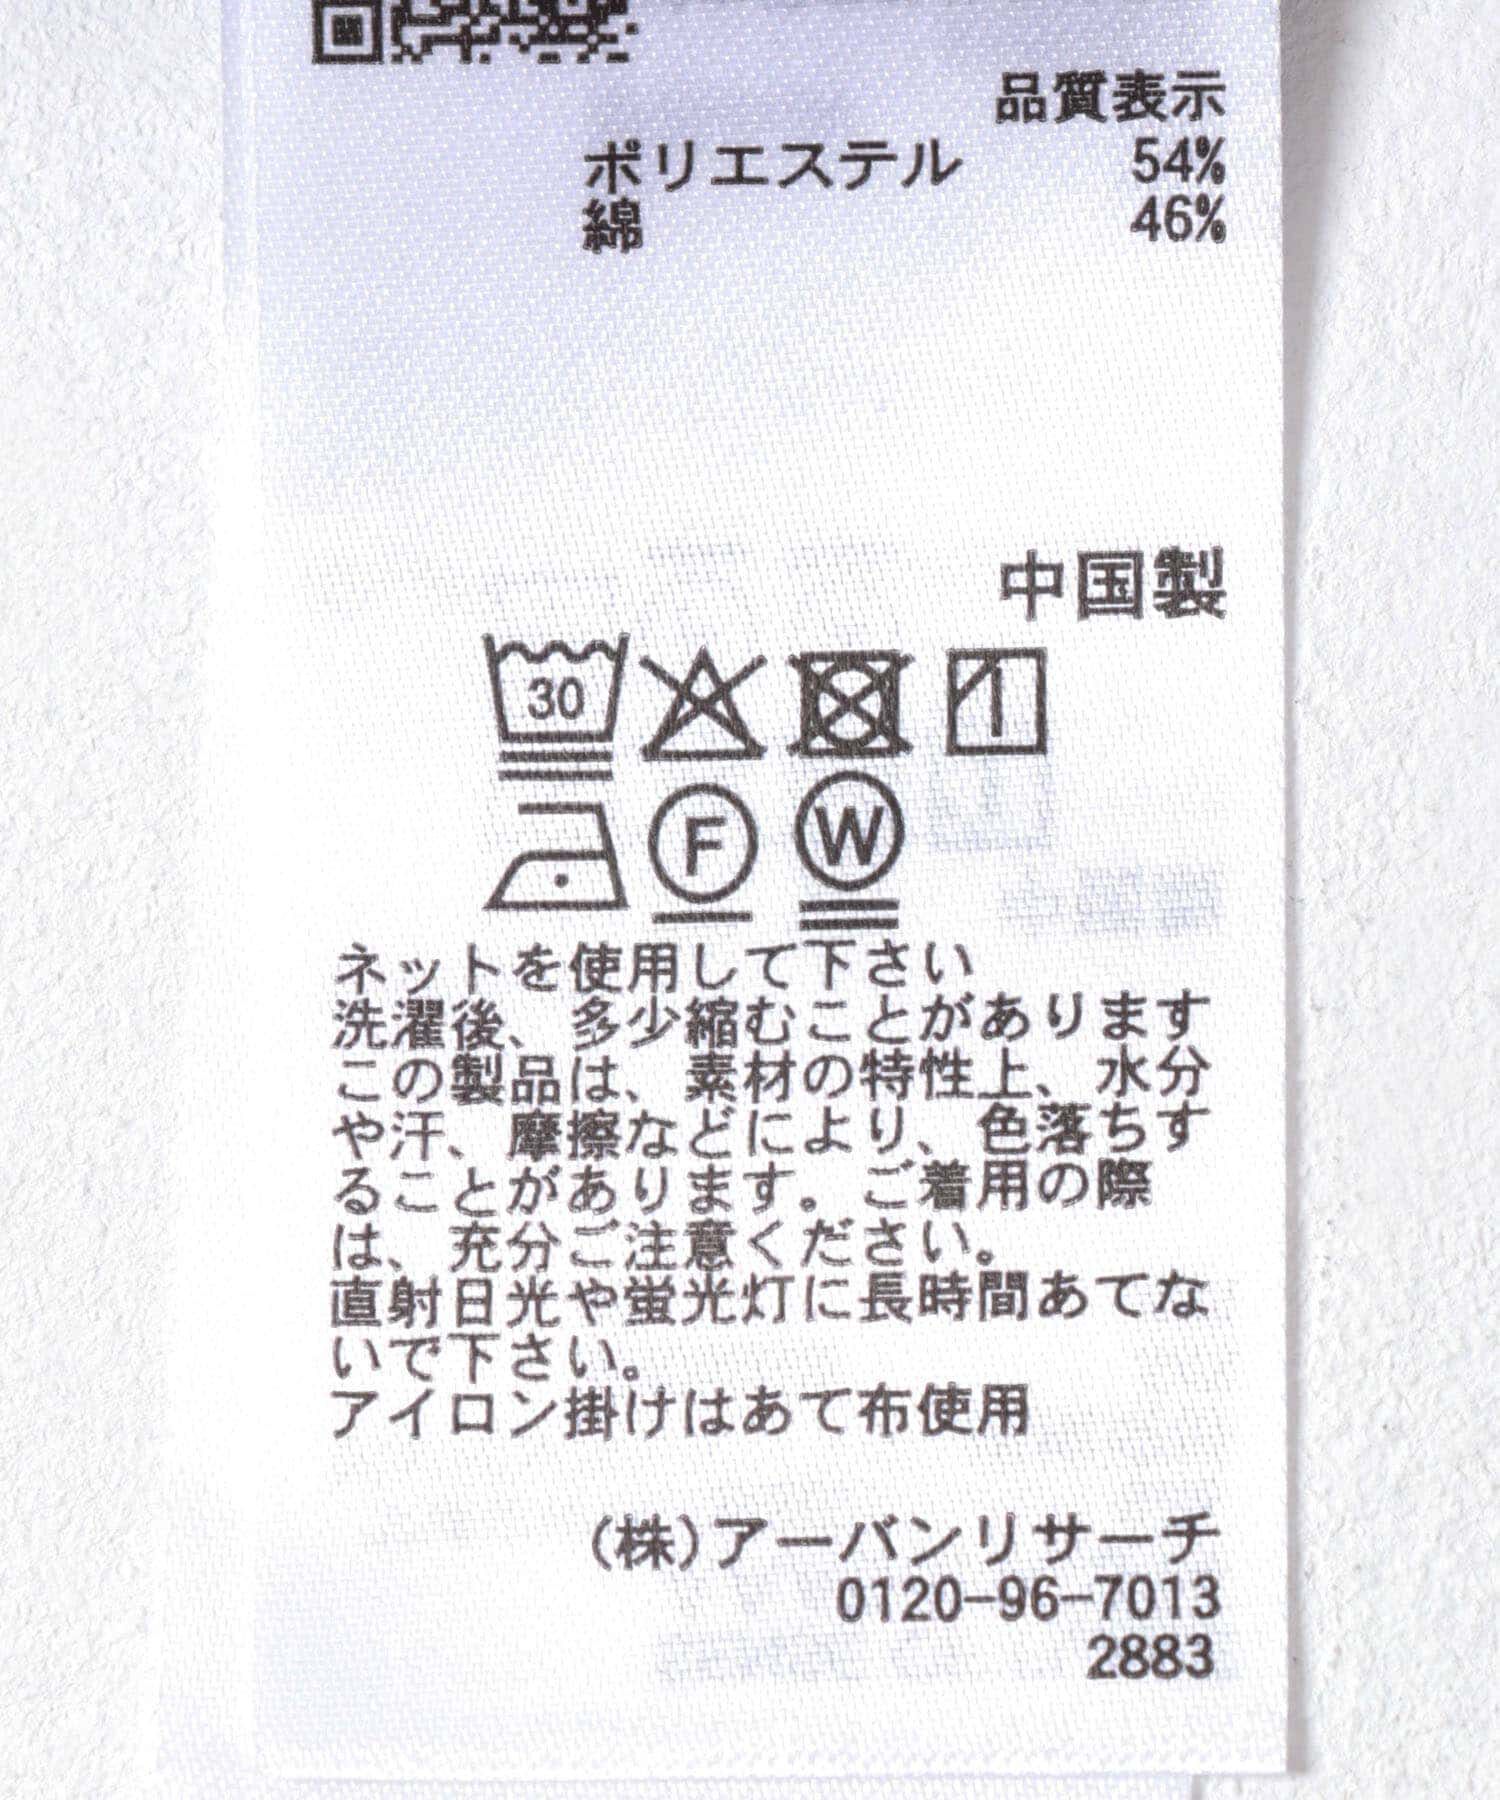 品質表示
ポリエステル 54%
綿 46%
中国製
30
F W
ネットを使用して下さい
洗濯後、多少縮むことがあります
この製品は、素材の特性上、水分
や汗、摩擦などにより、色落ちす
ることがあります。ご着用の際
は、充分ご注意ください。
直射日光や蛍光灯に長時間あてな
いで下さい。
アイロン掛けはあて布使用
(株)アーバンリサーチ
0120-96-7013
2883